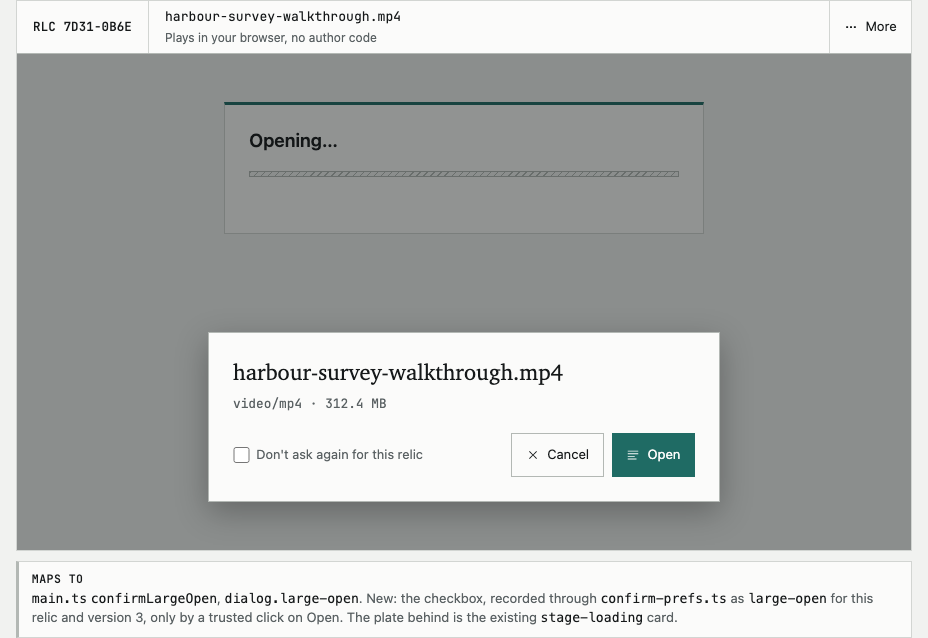 RLC 7D31-0B6E
harbour-survey-walkthrough.mp4
Plays in your browser, no author code
··· More
Opening...
harbour-survey-walkthrough.mp4
video/mp4 · 312.4 MB
Don't ask again for this relic
Cancel
Open
MAPS TO
main.ts confirmLargeOpen, dialog.large-open. New: the checkbox, recorded through confirm-prefs.ts as large-open for this
relic and version 3, only by a trusted click on Open. The plate behind is the existing stage-loading card.